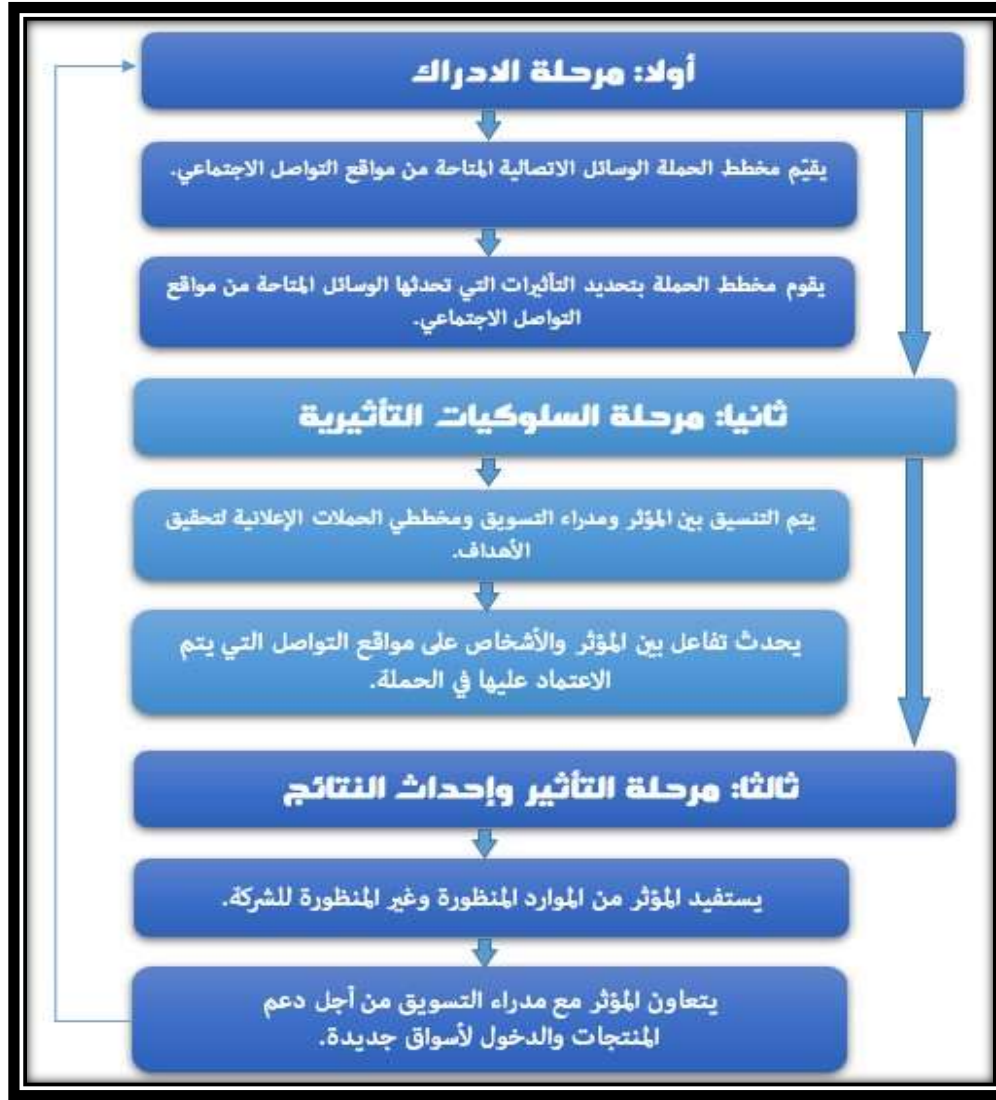 أولا: مرحلة الادراك
يقيّم مخطط الحملة الوسائل الاتصالية المتاحة من مواقع التواصل الاجتماعي.
يقوم مخطط الحملة بتحديد التأثيرات التي تحدثها الوسائل المتاحة من مواقع
التواصل الاجتماعي.
ثانيا: مرحلة السلوكيات التأثيرية
يتم التنسيق بين المؤثر ومدراء التسويق ومخططي الحملات الإعلانية لتحقيق
الأهداف.
يحدث تفاعل بين المؤثر والأشخاص على مواقع التواصل التي يتم
الاعتماد عليها في الحملة.
ثالثا: مرحلة التأثير وإحداث النتائج
يستفيد المؤثر من الموارد المنظورة وغير المنظورة للشركة.
يتعاون المؤثر مع مدراء التسويق من أجل دعم
المنتجات والدخول لأسواق جديدة.